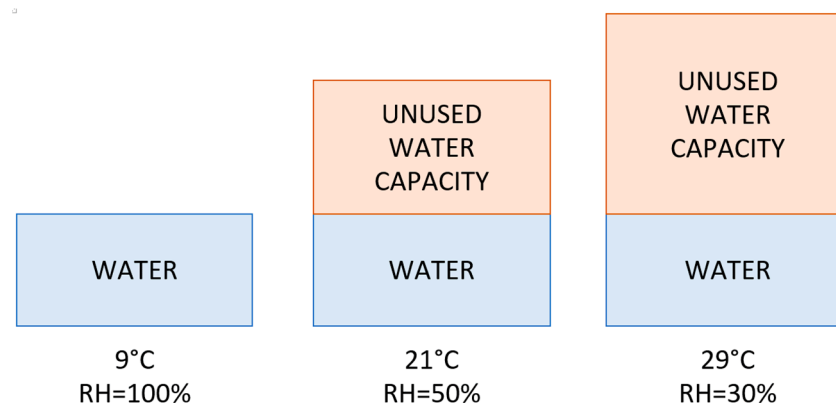 UNUSED
WATER
CAPACITY
UNUSED
WATER
CAPACITY
WATER
WATER
WATER
9°C
RH=100%
21°C
RH=50%
29°C
RH=30%